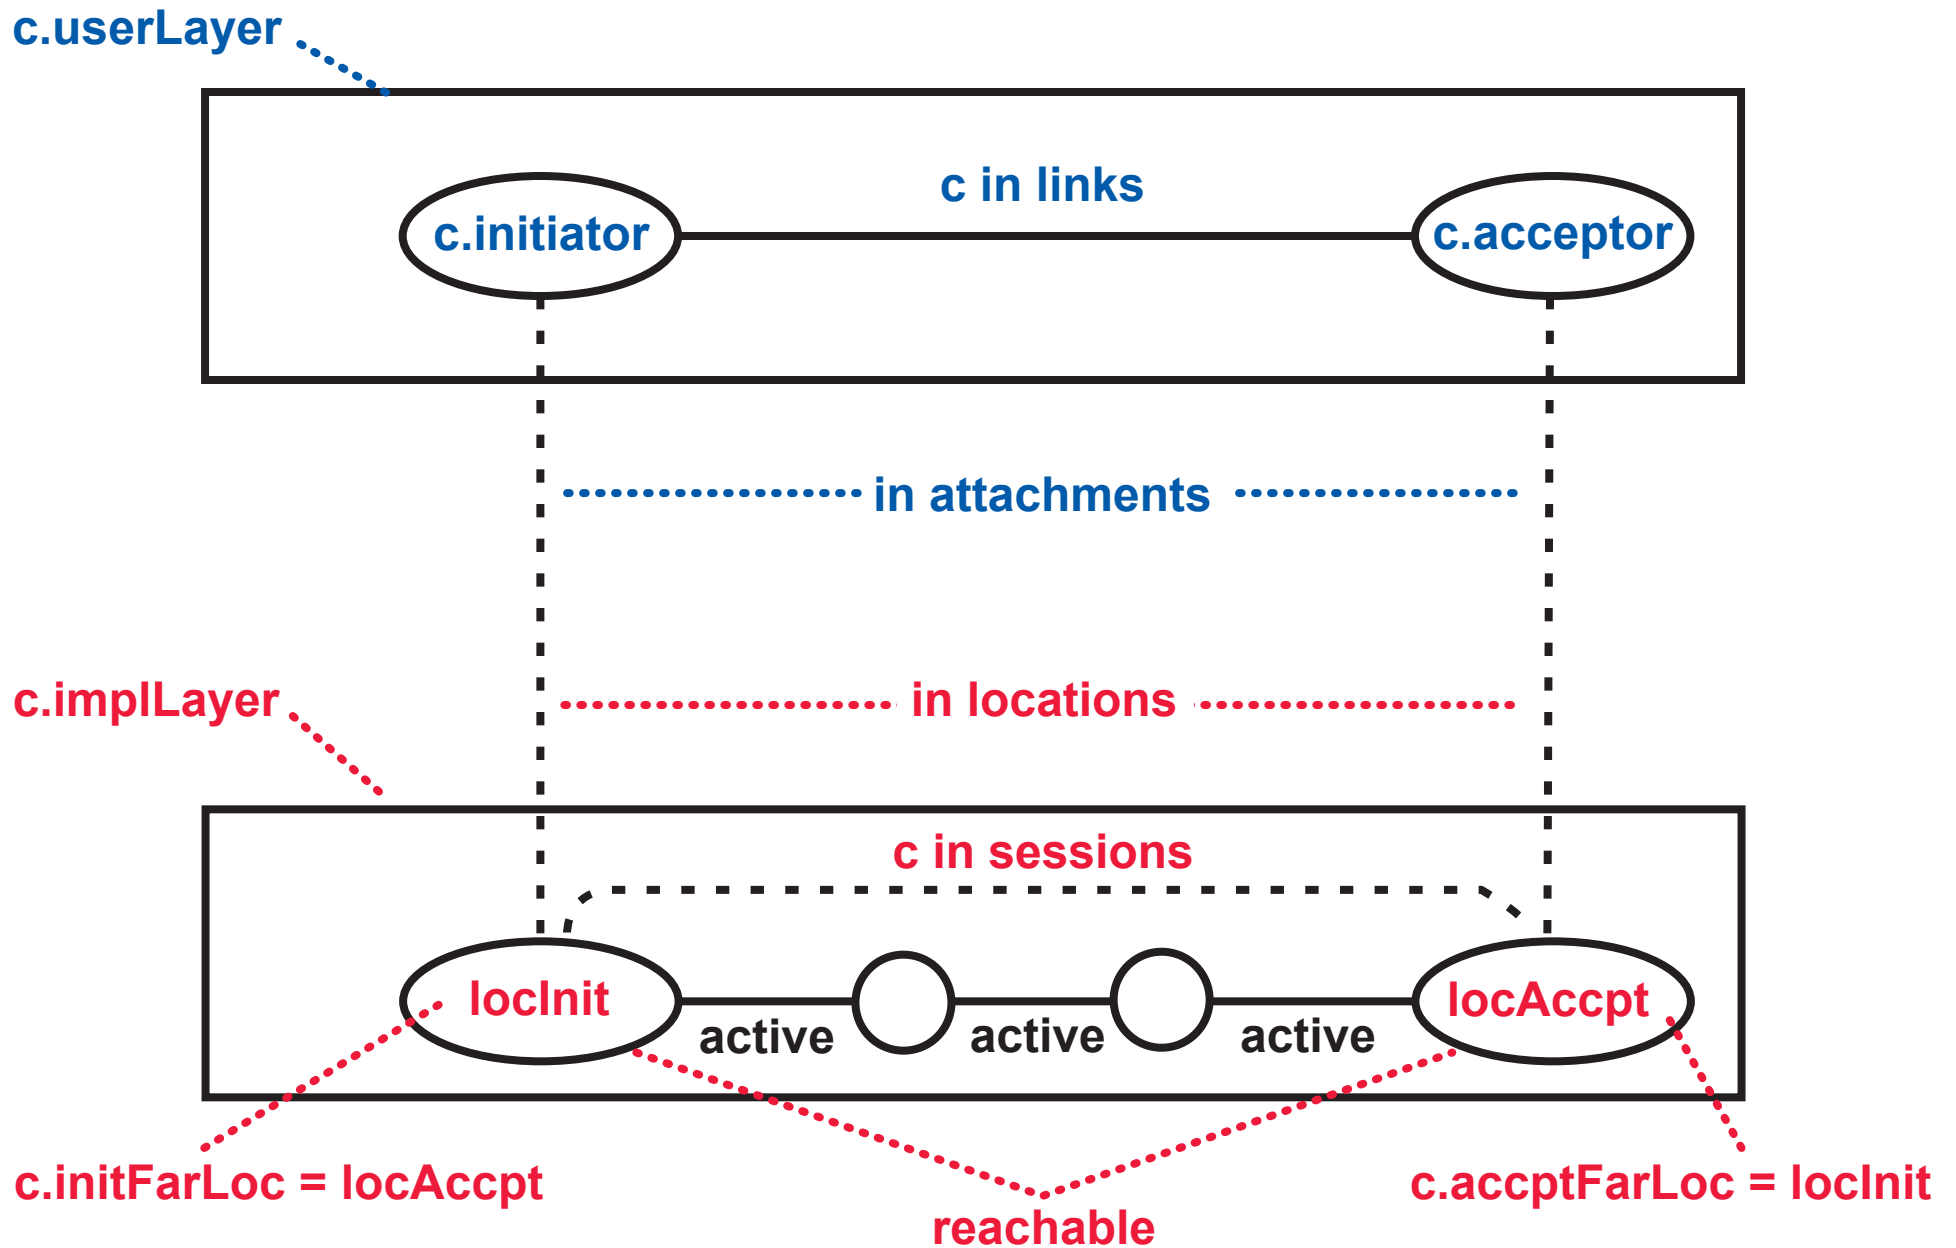 c.userLayer
c in links
c.initiator
c.acceptor
in attachments
c.implLayer
in locations
c in sessions
locInit
locAccpt
active
active
active
c.initFarLoc = locAccpt
c.accptFarLoc = locInit
reachable